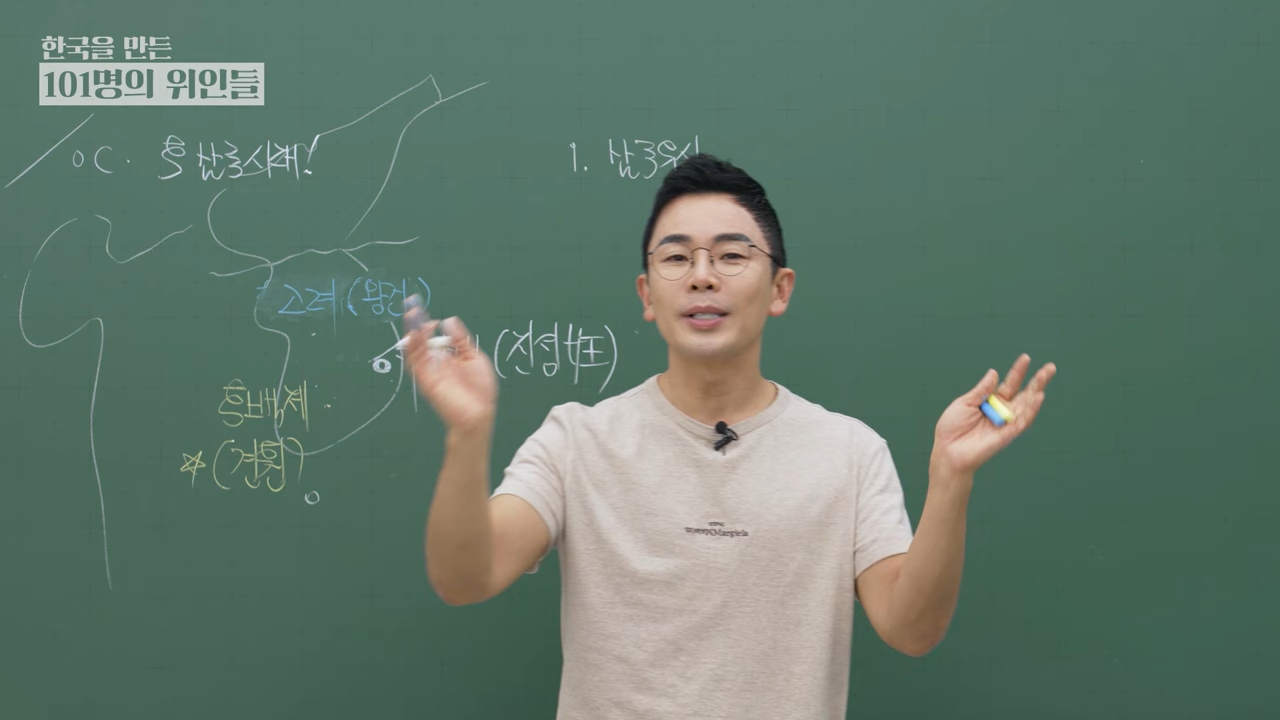 한국을 만든
101명의 위인들
0C. 후삼국시대!
1. 삼국유사
고려(왕건)
(진성女王)
후백제
☆(견훤)